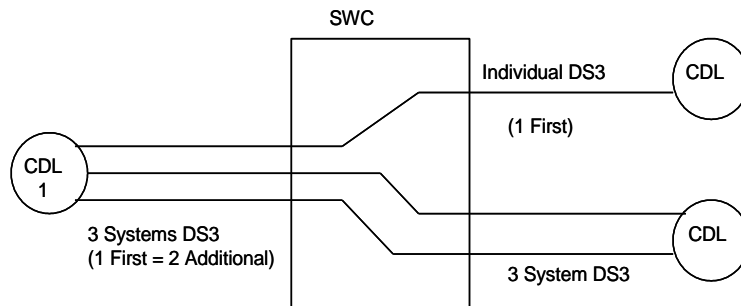 SWC
Individual DS3
CDL
(1 First)
CDL
1
3 Systems DS3
(1 First = 2 Additional)
CDL
3 System DS3